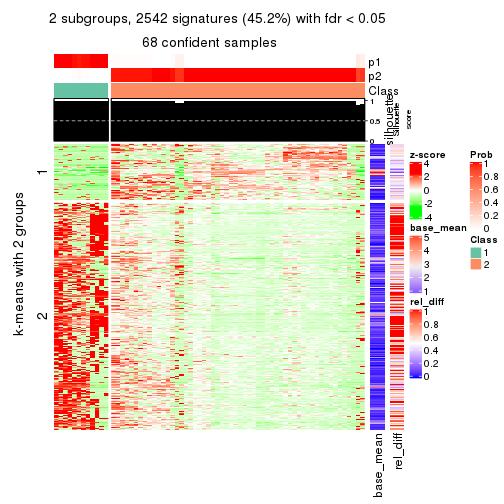 2 subgroups, 2542 signatures (45.2%) with fdr < 0.05
68 confident samples
p1
p2
Class
1
0.5
0
silhouette
Silhouette
score
k-means with 2 groups
1
2
base_mean
rel_diff
z-score
4
2
0
-2
-4
base_mean
5
4
3
2
1
rel_diff
1
0.8
0.6
0.4
0.2
0
Prob
1
0.8
0.6
0.4
0.2
0
Class
1
2